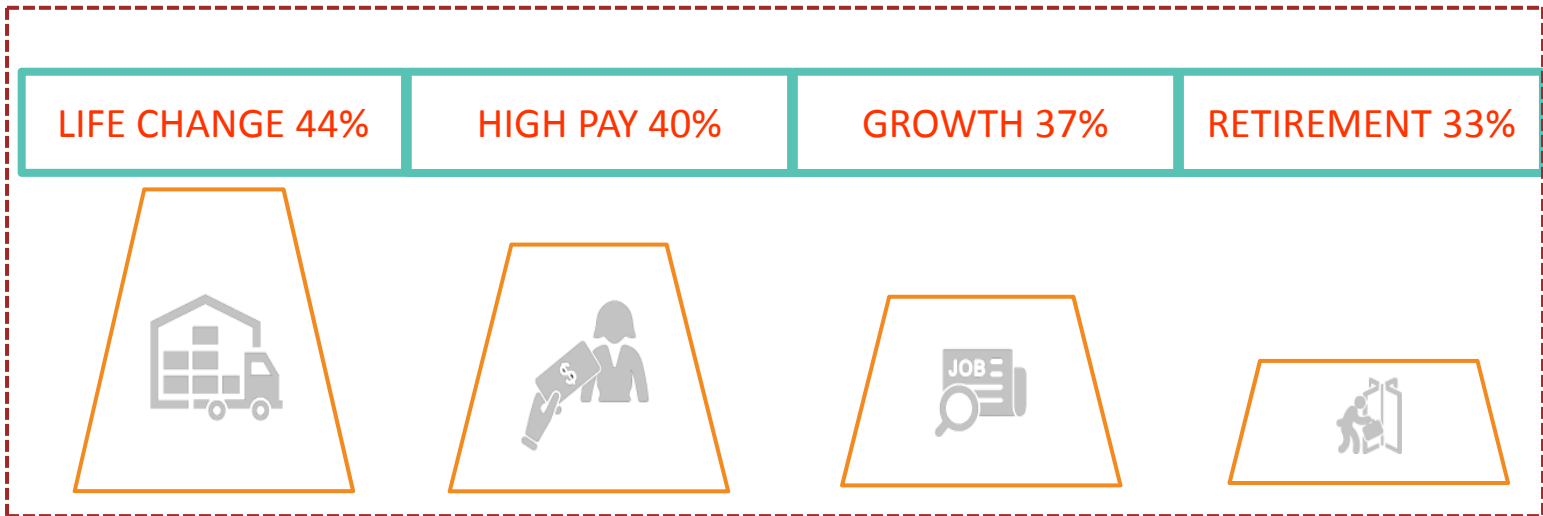 LIFE CHANGE 44%
HIGH PAY 40%
GROWTH 37%
RETIREMENT 33%
$
JOB